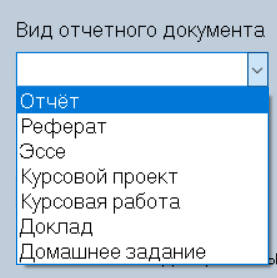 Вид отчетного документа
Отчёт
Реферат
Эссе
Курсовой проект
Курсовая работа
Доклад
Домашнее задание